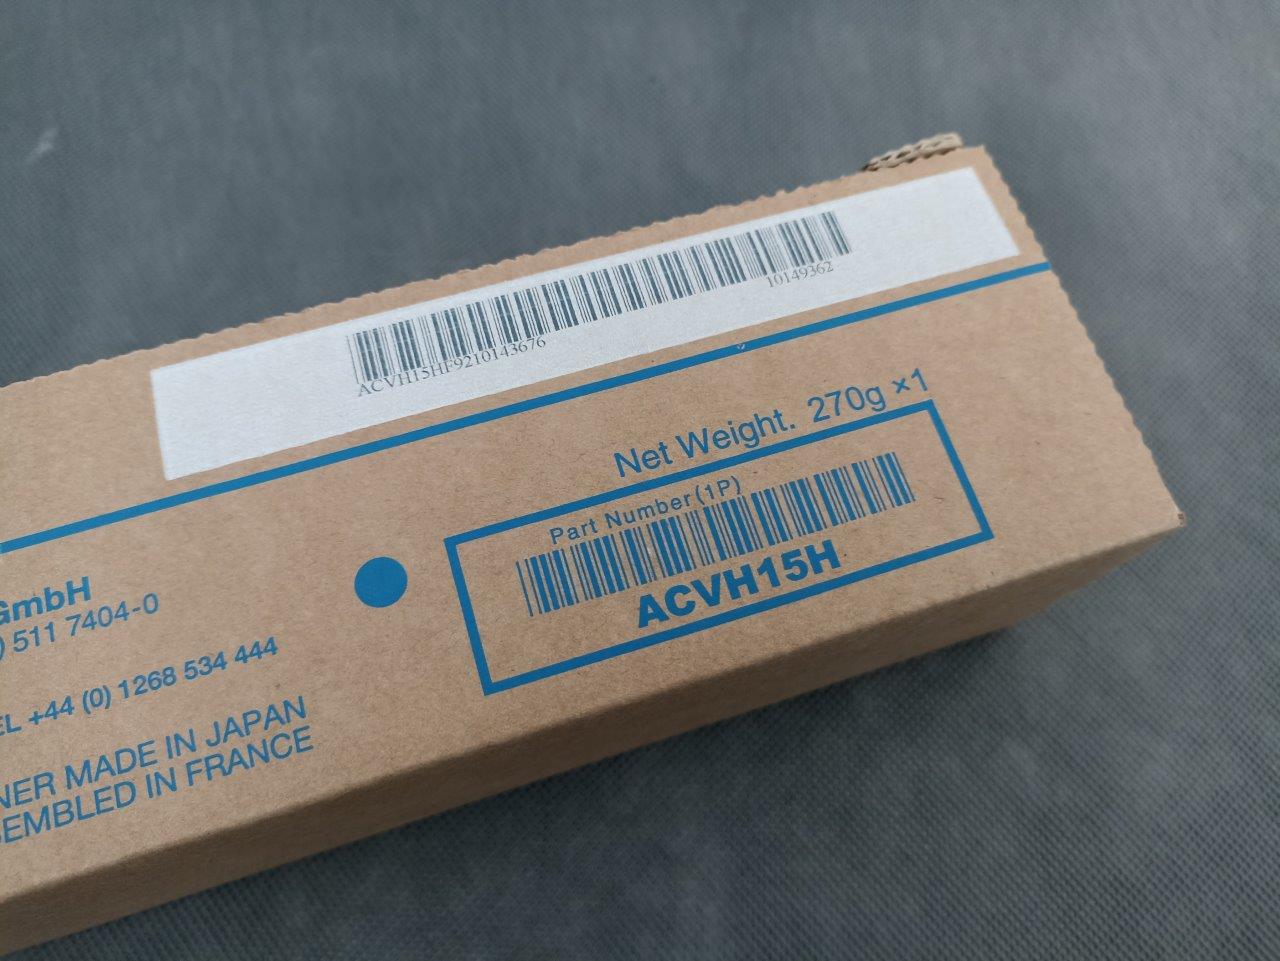 ACVH15HF9210143676
10149362
Net Weight. 270g ×1
Part Number(1P)
ACVH15H
GmbH
) 511 7404-0
EL +44 (0) 1268 534 444
NER MADE IN JAPAN
SEMBLED IN FRANCE